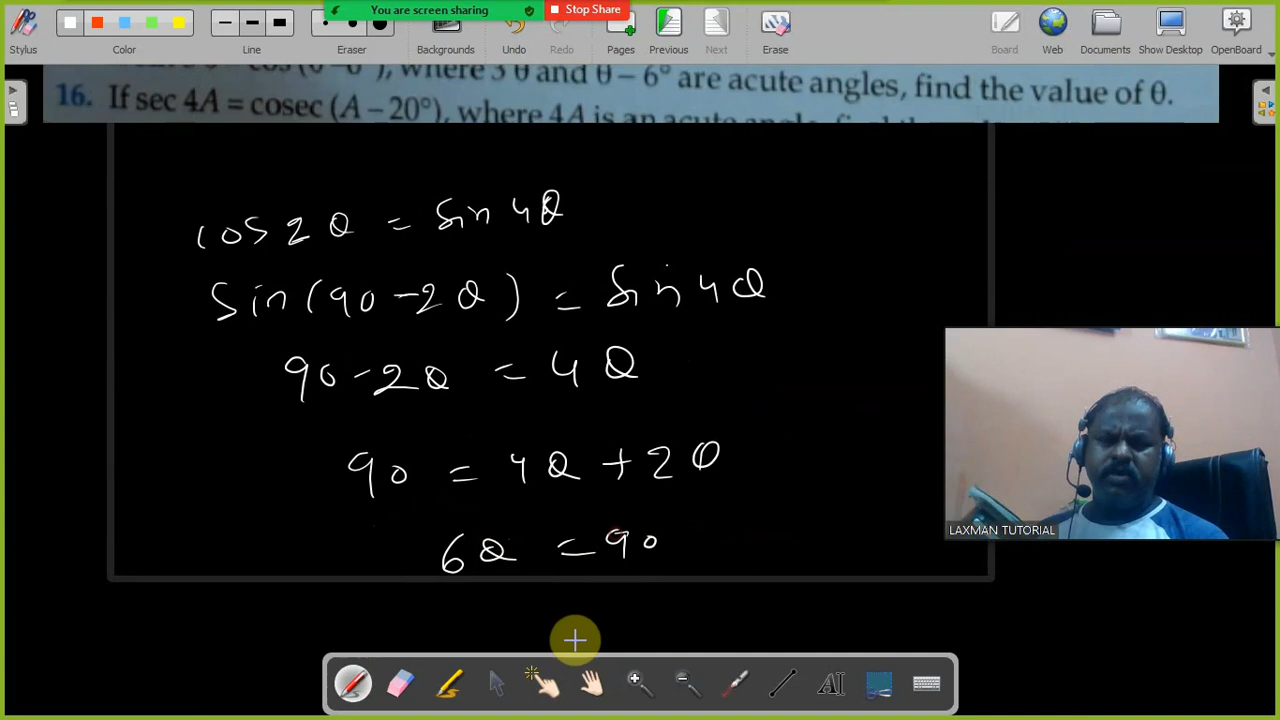 You are screen sharing Stop Share
Stylus Color Line Eraser Backgrounds Undo Redo Pages Previous Next Erase Board Web Documents Show Desktop OpenBoard
where 3 θ and θ – 6° are acute angles, find the value of θ.
16. If sec 4A = cosec (A – 20°), where 4A is an acute angle,
cos 2θ = sin 4θ
sin(90 - 2θ) = sin 4θ
90 - 2θ = 4θ
90 = 4θ + 2θ
6θ = 90
LAXMAN TUTORIAL